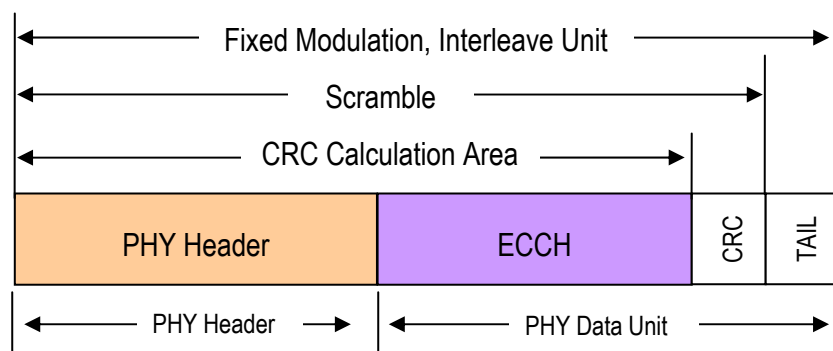 Fixed Modulation, Interleave Unit
Scramble
CRC Calculation Area
PHY Header
ECCH
CRC
TAIL
PHY Header
PHY Data Unit